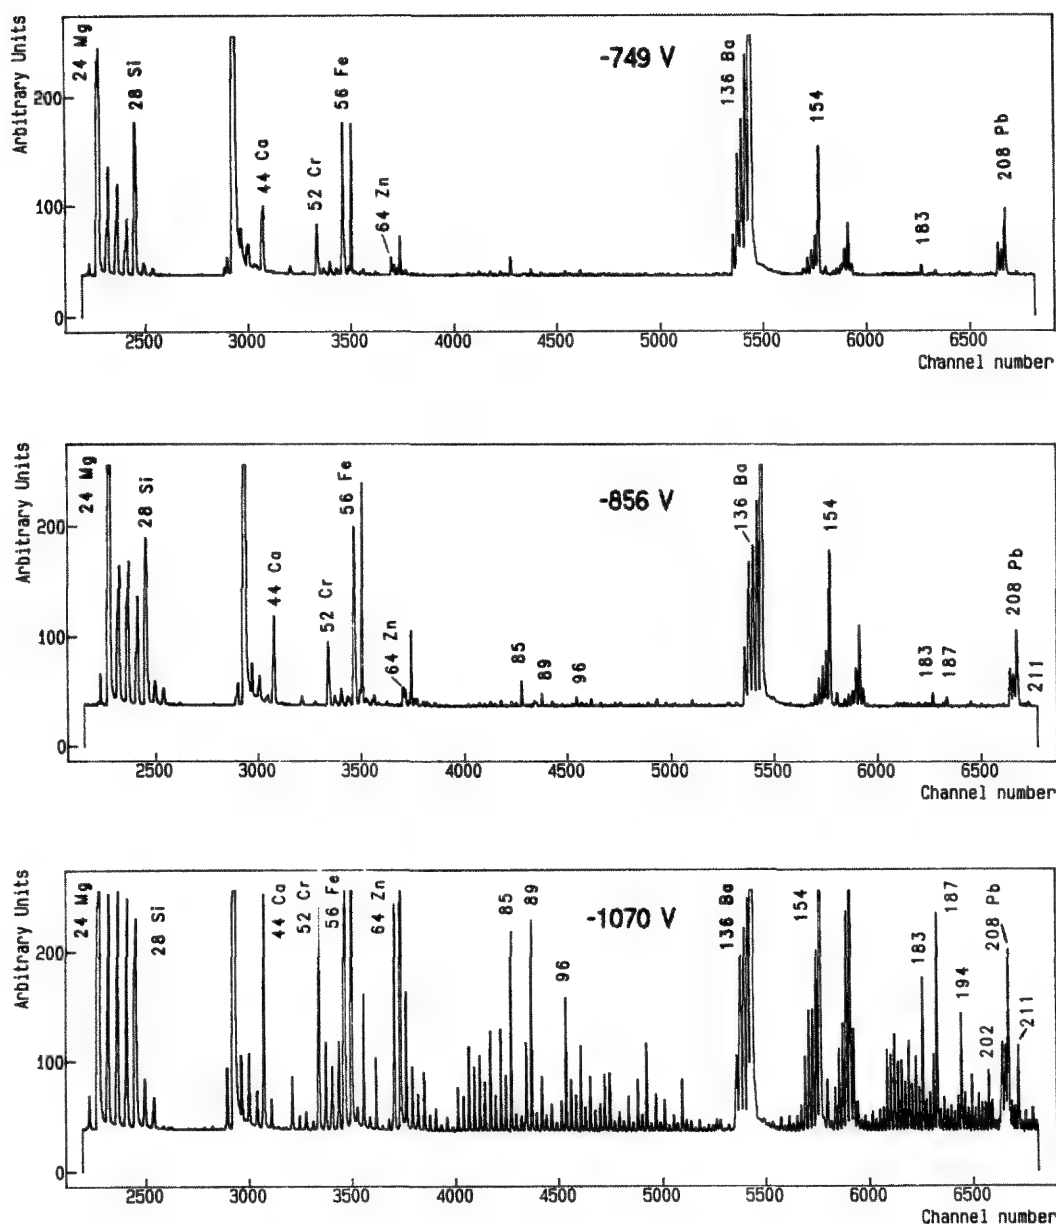 Arbitrary Units
200
100
0
24 Mg
28 Si
44 Ca
52 Cr
56 Fe
64 Zn
-749 V
136 Ba
154
183
208 Pb
2500 3000 3500 4000 4500 5000 5500 6000 6500
Channel number
Arbitrary Units
200
100
0
24 Mg
28 Si
44 Ca
52 Cr
56 Fe
64 Zn
85
89
96
-856 V
136 Ba
154
183
187
208 Pb
211
2500 3000 3500 4000 4500 5000 5500 6000 6500
Channel number
Arbitrary Units
200
100
0
24 Mg
28 Si
44 Ca
52 Cr
56 Fe
64 Zn
85
89
96
-1070 V
136 Ba
154
183
187
194
202
208 Pb
211
2500 3000 3500 4000 4500 5000 5500 6000 6500
Channel number